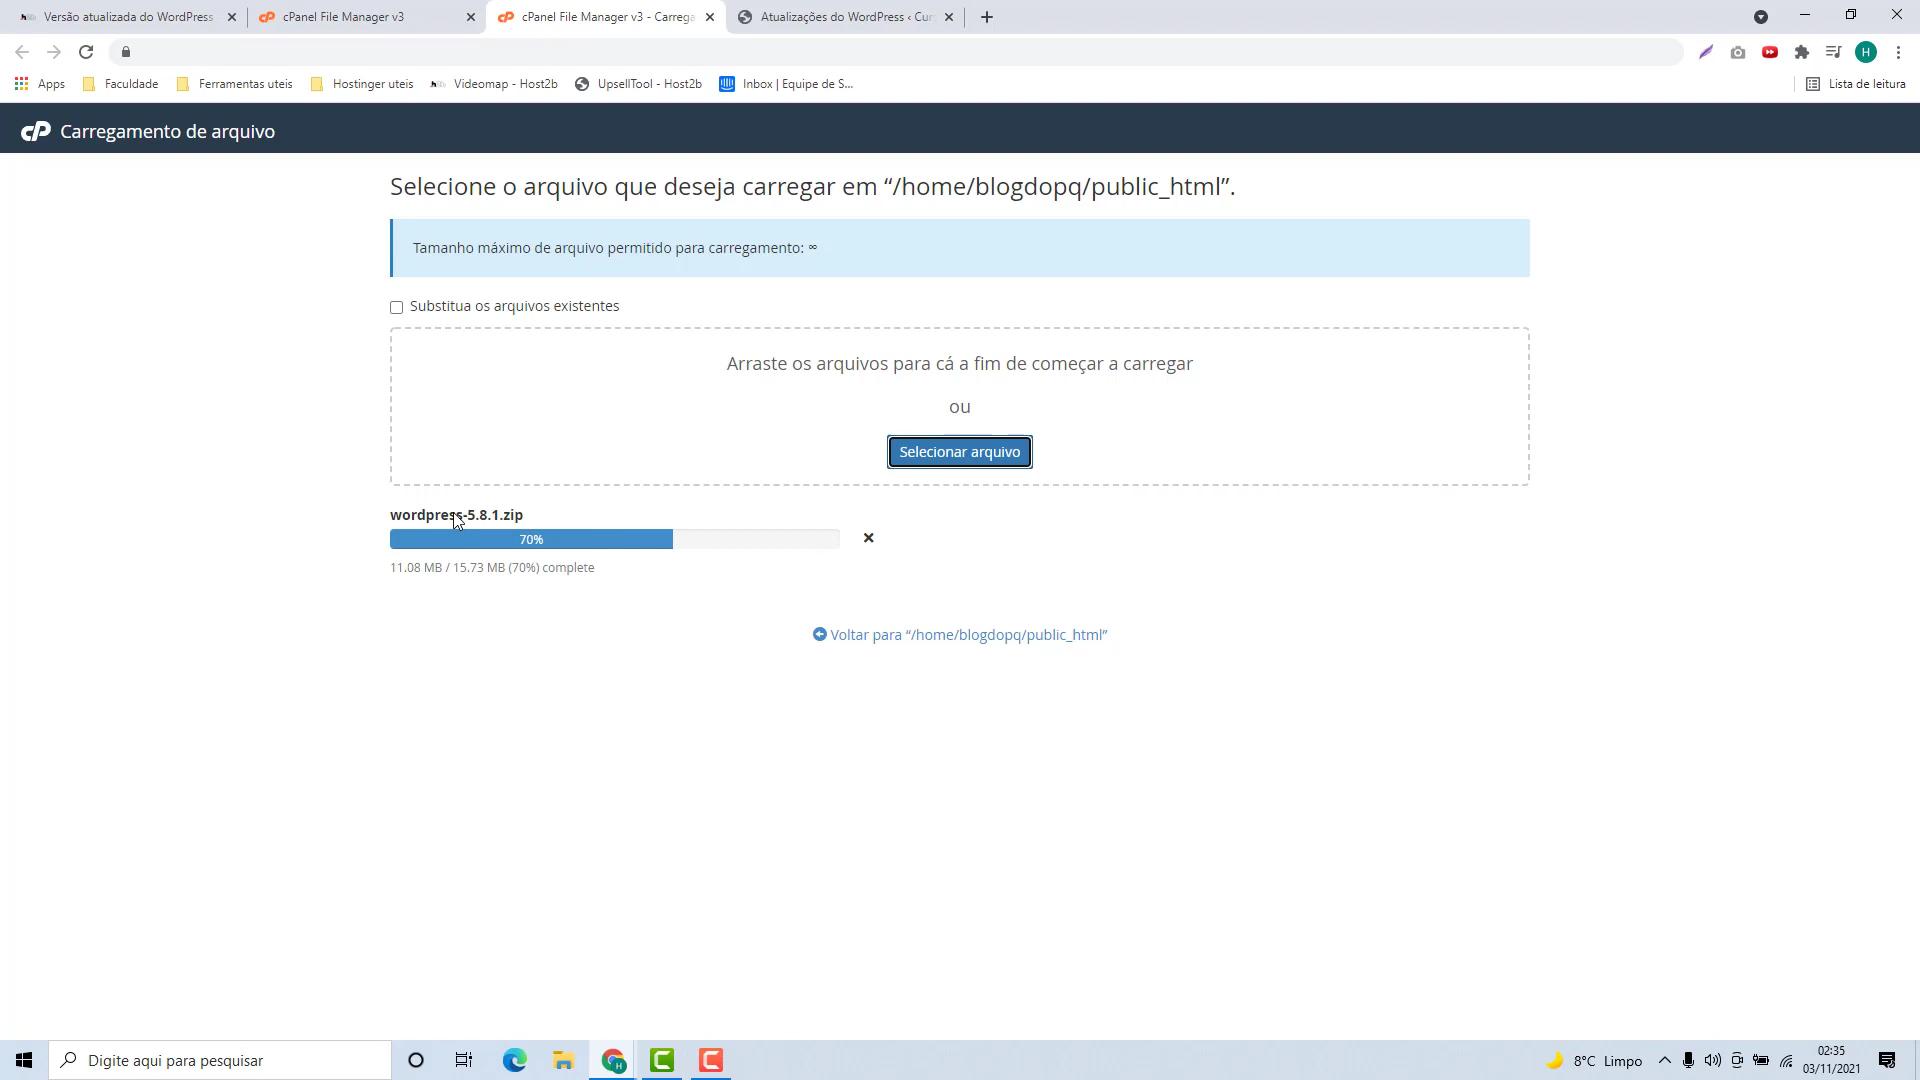 Versão atualizada do WordPress
cPanel File Manager v3
cPanel File Manager v3 - Carrega
Atualizações do WordPress ‹ Cur
H
Apps
Faculdade
Ferramentas uteis
Hostinger uteis
Videomap - Host2b
UpsellTool - Host2b
Inbox | Equipe de S...
Lista de leitura
cP Carregamento de arquivo
Selecione o arquivo que deseja carregar em “/home/blogdopq/public_html”.
Tamanho máximo de arquivo permitido para carregamento: ∞
Substitua os arquivos existentes
Arraste os arquivos para cá a fim de começar a carregar
ou
Selecionar arquivo
wordpress-5.8.1.zip
70%
11.08 MB / 15.73 MB (70%) complete
Voltar para “/home/blogdopq/public_html”
Digite aqui para pesquisar
8°C Limpo
02:35
03/11/2021